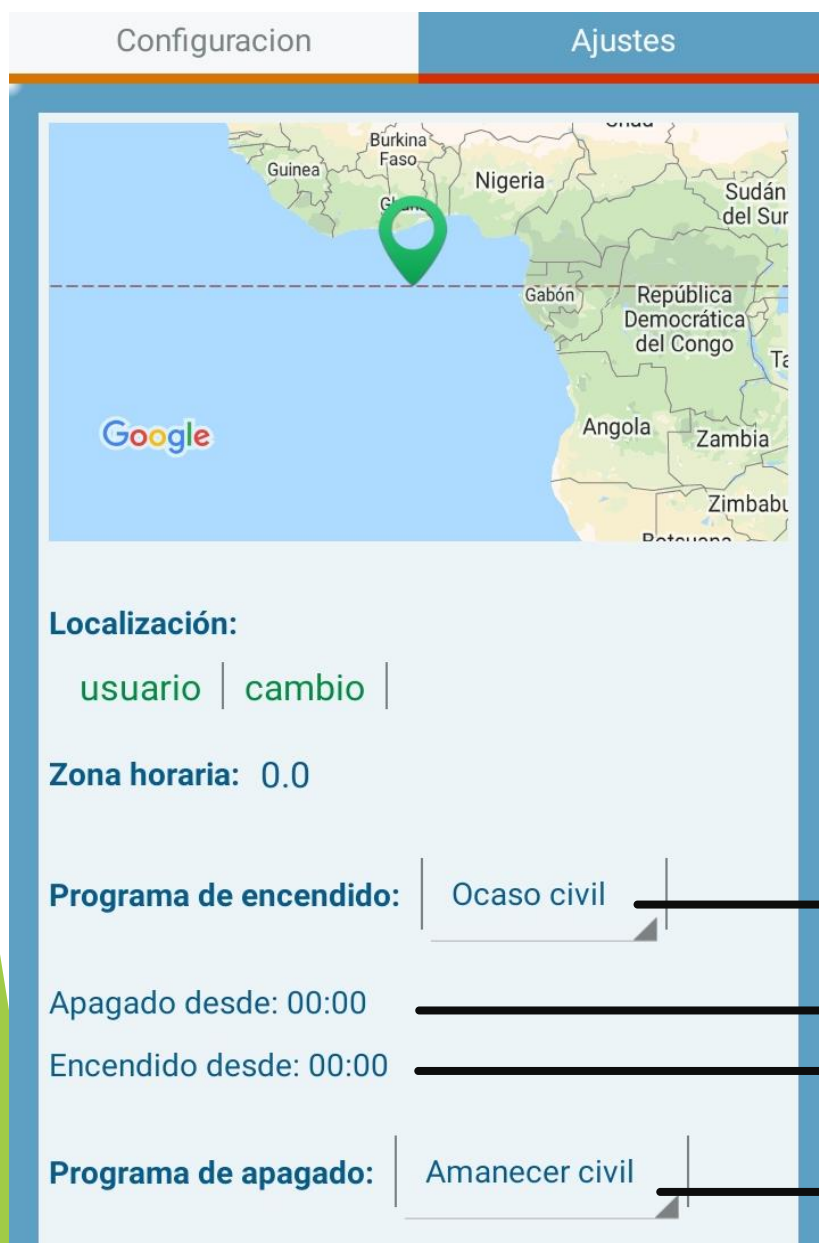 Configuracion
Ajustes
Burkina
Faso
Guinea
Nigeria
Sudán
del Sur
Gabón
República
Democrática
del Congo
Angola
Zambia
Google
Localización:
usuario cambio
Zona horaria: 0.0
Programa de encendido: Ocaso civil
Apagado desde: 00:00
Encendido desde: 00:00
Programa de apagado: Amanecer civil